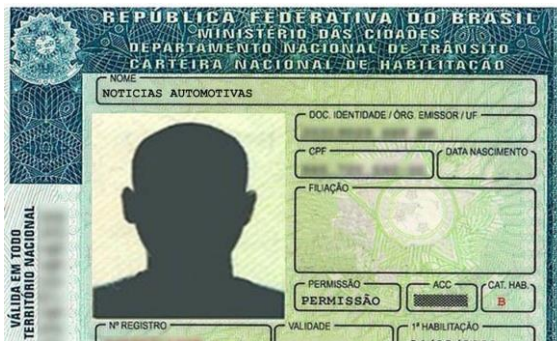 REPÚBLICA FEDERATIVA DO BRASIL
MINISTÉRIO DAS CIDADES
DEPARTAMENTO NACIONAL DE TRÂNSITO
CARTEIRA NACIONAL DE HABILITAÇÃO
NOME
NOTICIAS AUTOMOTIVAS
DOC. IDENTIDADE / ÓRG. EMISSOR / UF
CPF
DATA NASCIMENTO
FILIAÇÃO
PERMISSÃO
ACC
CAT. HAB.
PERMISSÃO
B
Nº REGISTRO
VALIDADE
1ª HABILITAÇÃO
VÁLIDA EM TODO
TERRITÓRIO NACIONAL